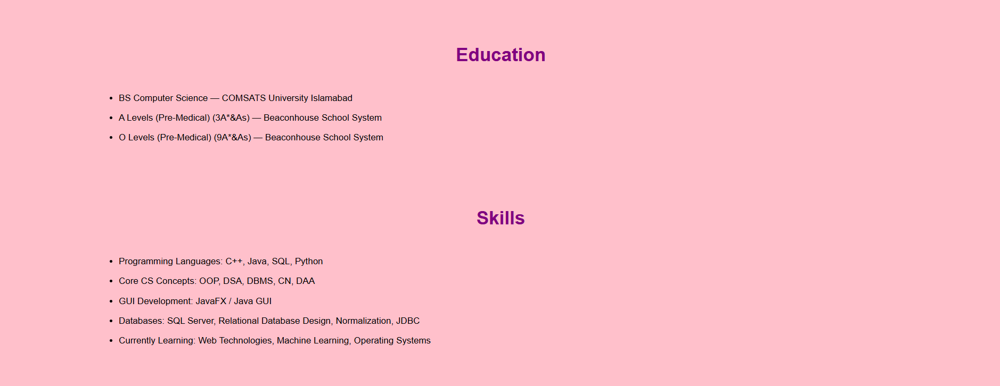 Education
• BS Computer Science — COMSATS University Islamabad
• A Levels (Pre-Medical) (3A*&As) — Beaconhouse School System
• O Levels (Pre-Medical) (9A*&As) — Beaconhouse School System
Skills
• Programming Languages: C++, Java, SQL, Python
• Core CS Concepts: OOP, DSA, DBMS, CN, DAA
• GUI Development: JavaFX / Java GUI
• Databases: SQL Server, Relational Database Design, Normalization, JDBC
• Currently Learning: Web Technologies, Machine Learning, Operating Systems